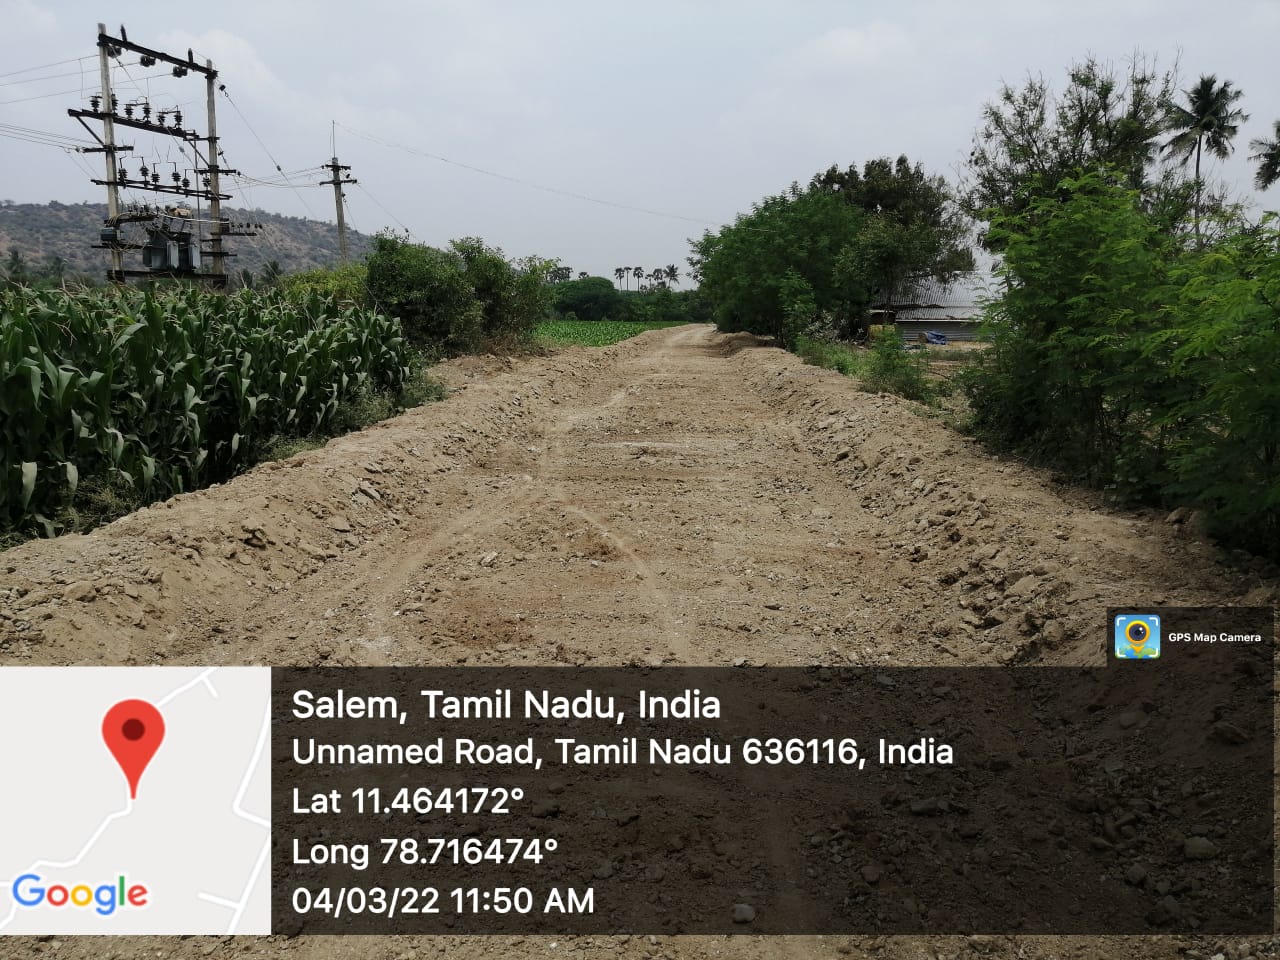 GPS Map Camera
Salem, Tamil Nadu, India
Unnamed Road, Tamil Nadu 636116, India
Lat 11.464172°
Long 78.716474°
04/03/22 11:50 AM
Google